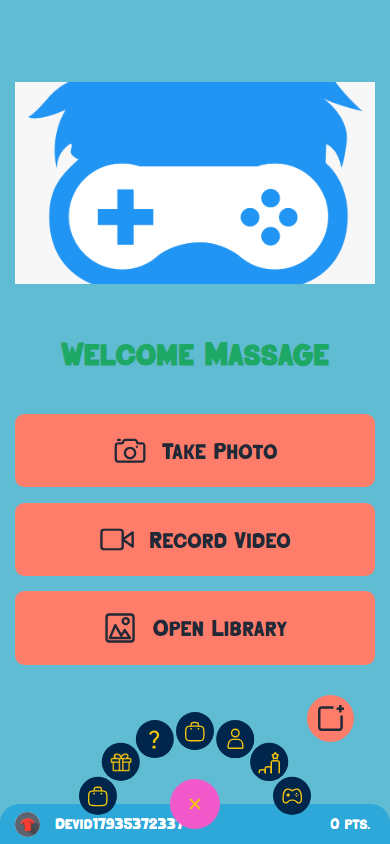 Welcome Massage
Take Photo
Record Video
Open Library
0 pts.